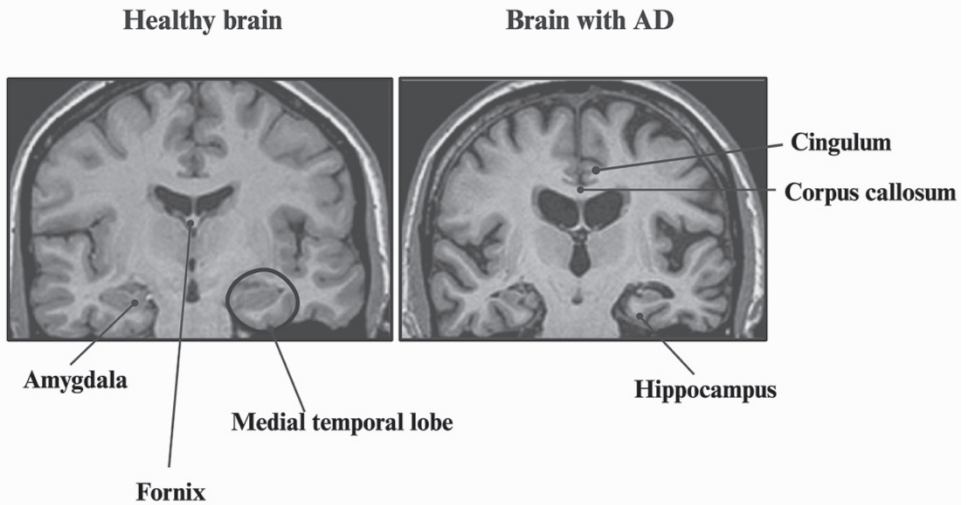 Healthy brain
Brain with AD
Cingulum
Corpus callosum
Amygdala
Hippocampus
Medial temporal lobe
Fornix